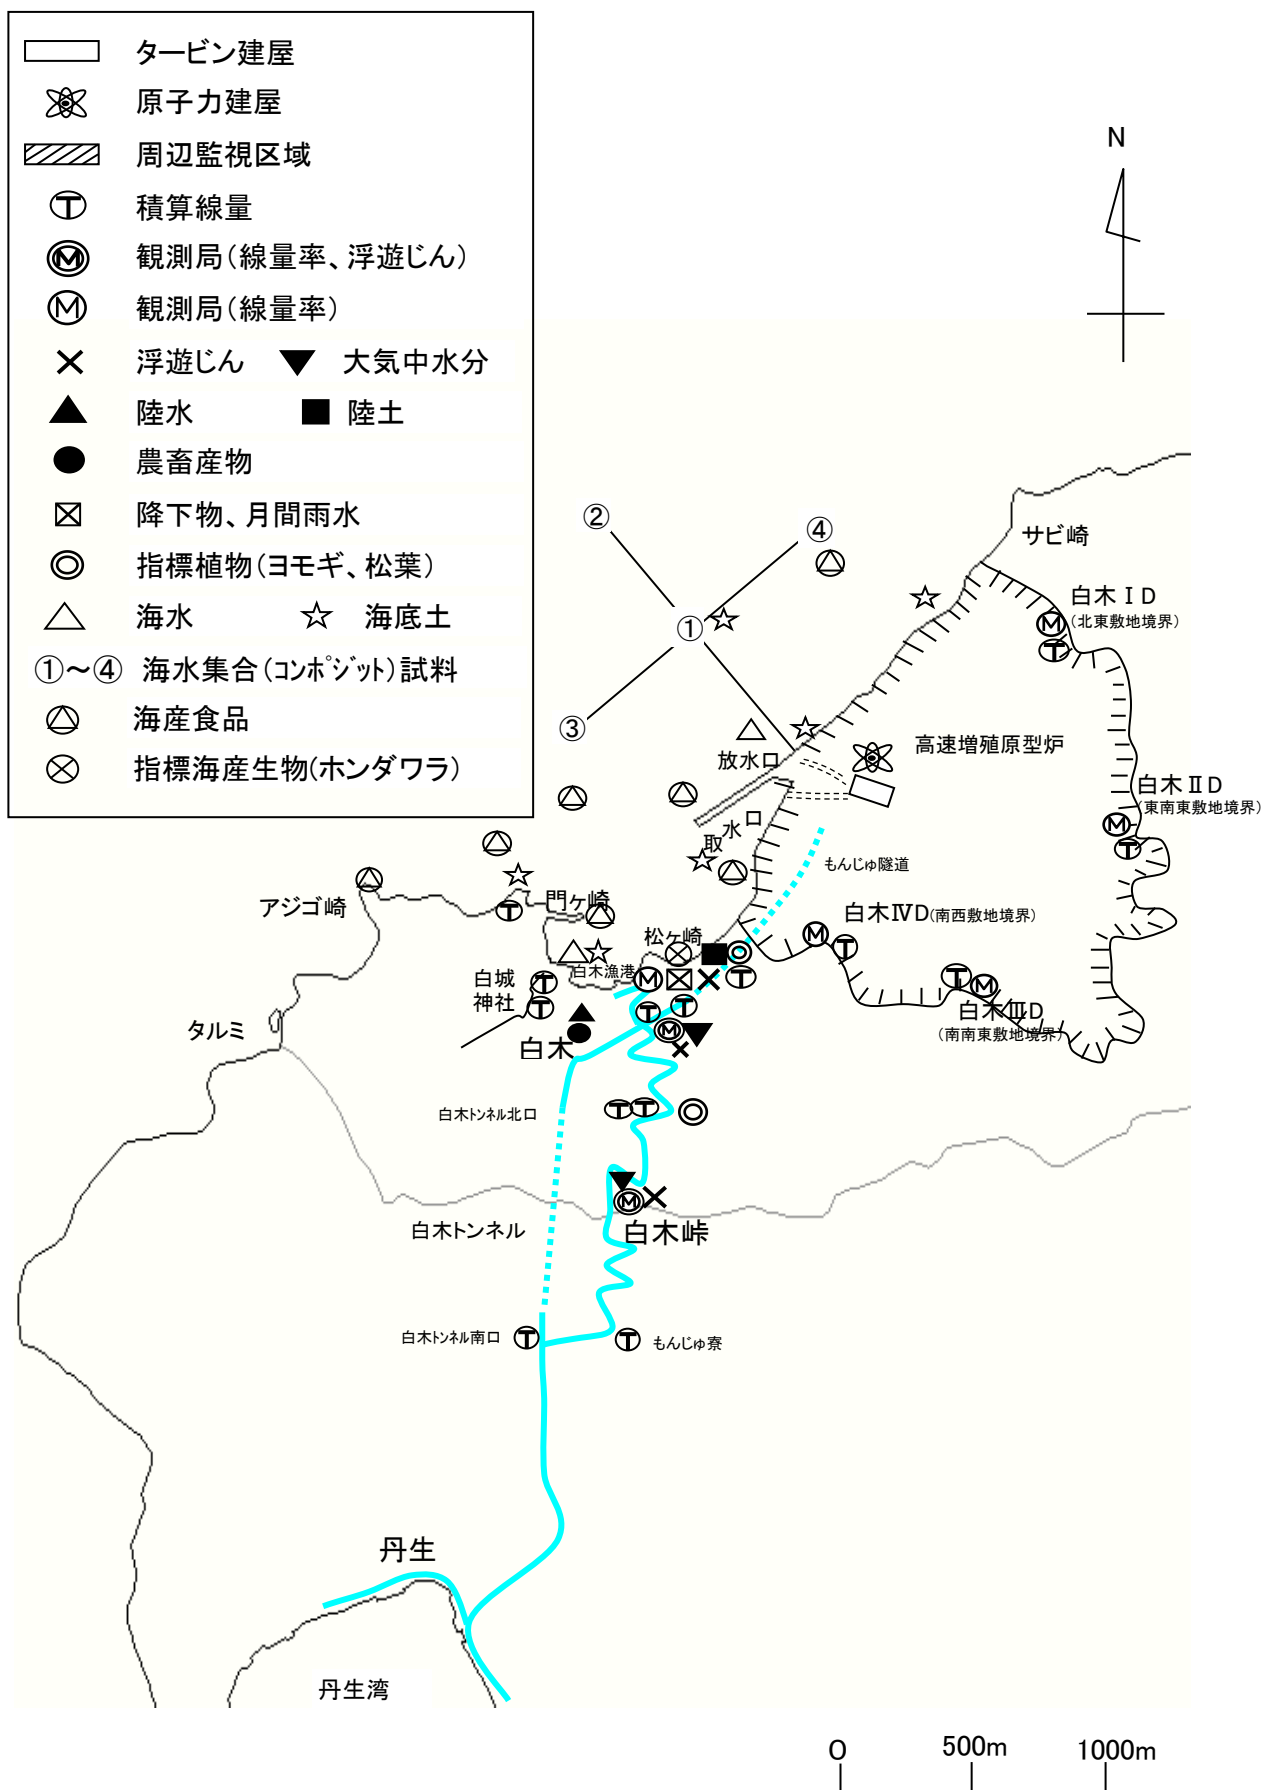 タービン建屋
原子力建屋
周辺監視区域
Ⓣ 積算線量
Ⓜ 観測局(線量率、浮遊じん)
Ⓜ 観測局(線量率)
浮遊じん 大気中水分
陸水 陸土
農畜産物
降下物、月間雨水
指標植物(ヨモギ、松葉)
海水 海底土
①～④ 海水集合(コンポジット)試料
海産食品
指標海産生物(ホンダワラ)
N
②
④
①
③
サビ崎
白木ⅠD
(北東敷地境界)
高速増殖原型炉
放水口
取水口
白木ⅡD
(東南東敷地境界)
もんじゅ隧道
アジゴ崎
門ヶ崎
白木ⅣD(南西敷地境界)
松ヶ崎
白木漁港
白城
神社
白木ⅢD
(南南東敷地境界)
タルミ
白木
白木トンネル北口
白木トンネル
白木峠
白木トンネル南口
もんじゅ寮
丹生
丹生湾
0 500m 1000m